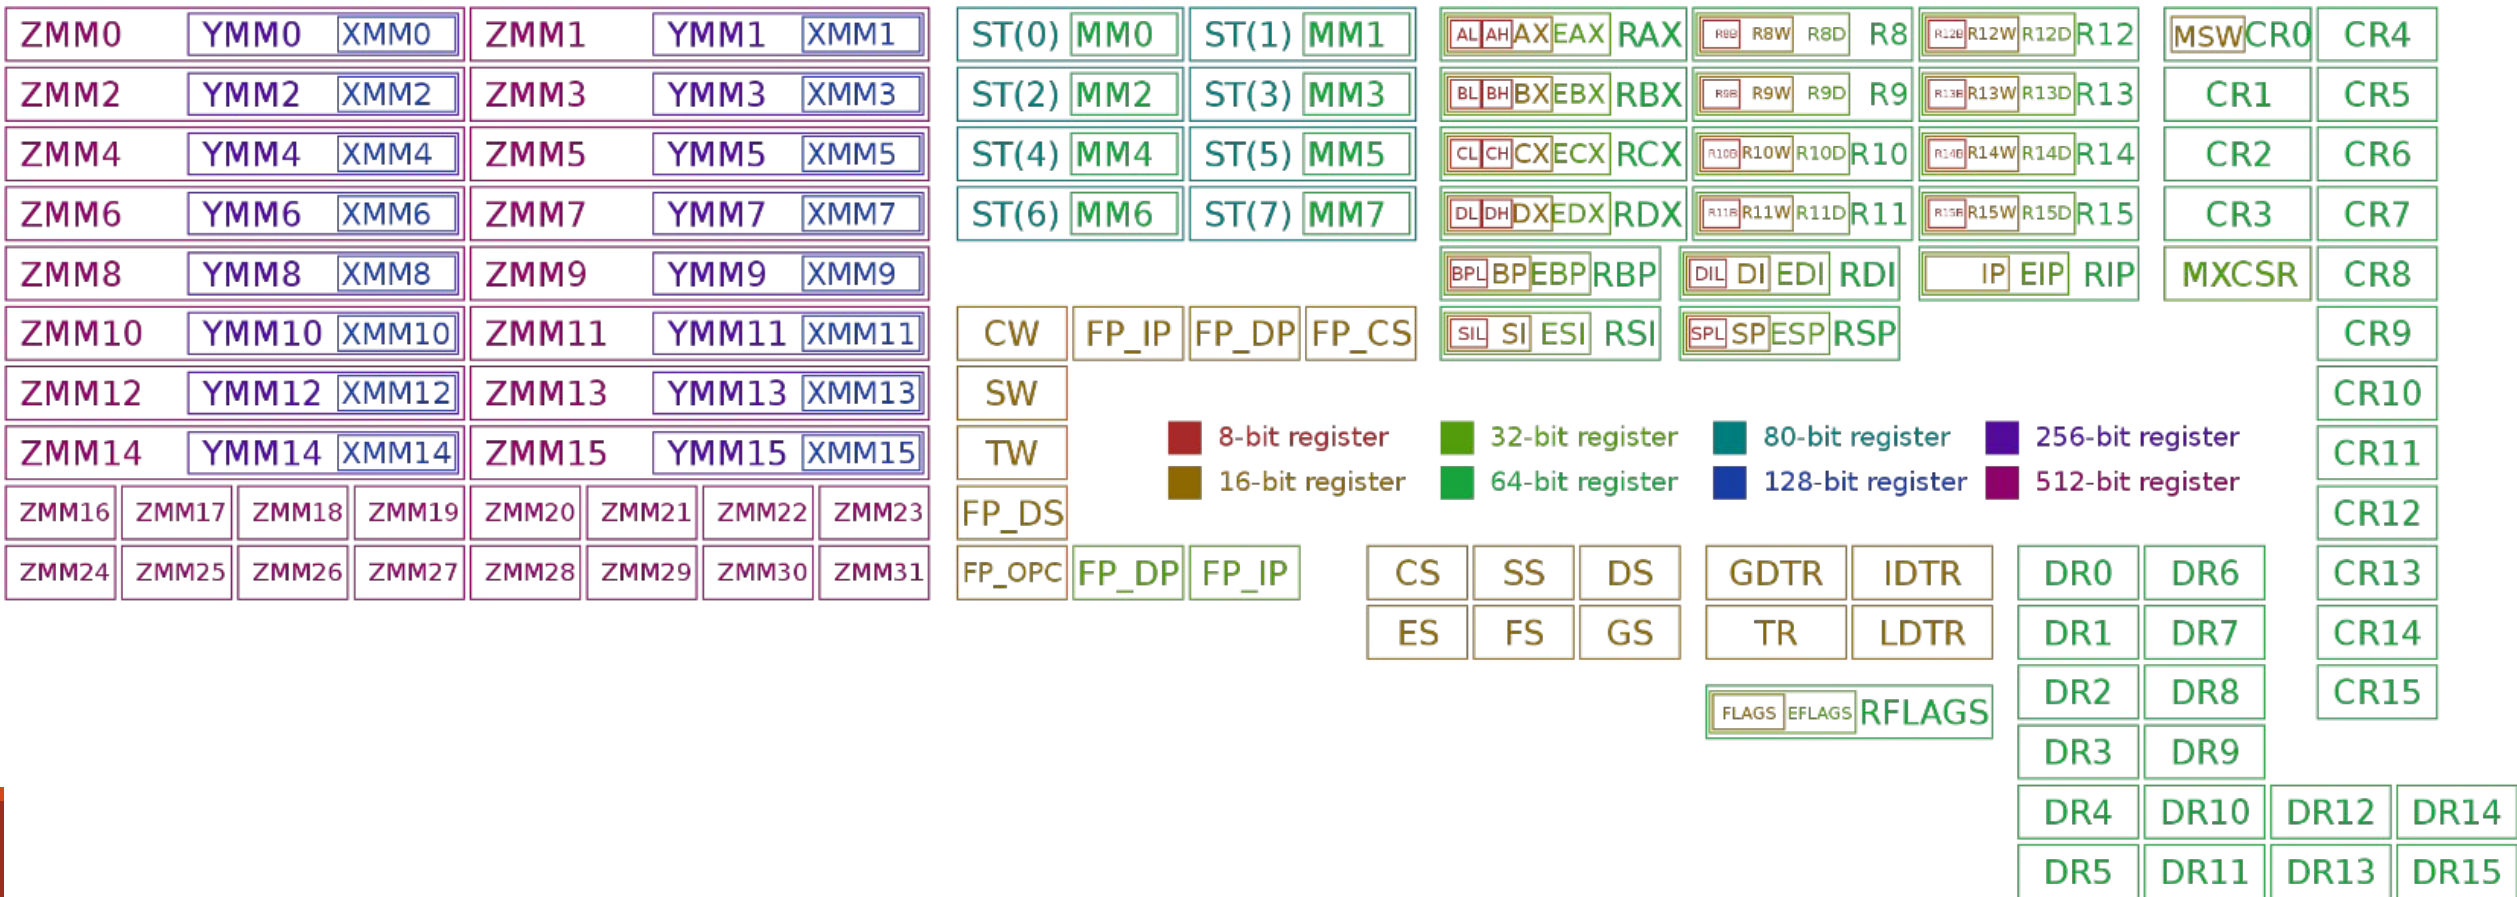 ZMM0 YMM0 XMM0 ZMM1 YMM1 XMM1 ST(0) MM0 ST(1) MM1 AL AH AX EAX RAX R8B R8W R8D R8 R12B R12W R12D R12 MSW CR0 CR4
ZMM2 YMM2 XMM2 ZMM3 YMM3 XMM3 ST(2) MM2 ST(3) MM3 BL BH BX EBX RBX R9B R9W R9D R9 R13B R13W R13D R13 CR1 CR5
ZMM4 YMM4 XMM4 ZMM5 YMM5 XMM5 ST(4) MM4 ST(5) MM5 CL CH CX ECX RCX R10B R10W R10D R10 R14B R14W R14D R14 CR2 CR6
ZMM6 YMM6 XMM6 ZMM7 YMM7 XMM7 ST(6) MM6 ST(7) MM7 DL DH DX EDX RDX R11B R11W R11D R11 R15B R15W R15D R15 CR3 CR7
ZMM8 YMM8 XMM8 ZMM9 YMM9 XMM9 BPL BP EBP RBP DIL DI EDI RDI IP EIP RIP MXCSR CR8
ZMM10 YMM10 XMM10 ZMM11 YMM11 XMM11 CW FP_IP FP_DP FP_CS SIL SI ESI RSI SPL SP ESP RSP CR9
ZMM12 YMM12 XMM12 ZMM13 YMM13 XMM13 SW CR10
8-bit register 32-bit register 80-bit register 256-bit register
ZMM14 YMM14 XMM14 ZMM15 YMM15 XMM15 TW CR11
16-bit register 64-bit register 128-bit register 512-bit register
ZMM16 ZMM17 ZMM18 ZMM19 ZMM20 ZMM21 ZMM22 ZMM23 FP_DS CR12
ZMM24 ZMM25 ZMM26 ZMM27 ZMM28 ZMM29 ZMM30 ZMM31 FP_OPC FP_DP FP_IP CS SS DS GDTR IDTR DR0 DR6 CR13
ES FS GS TR LDTR DR1 DR7 CR14
DR2 DR8 CR15
FLAGS EFLAGS RFLAGS
DR3 DR9
DR4 DR10 DR12 DR14
DR5 DR11 DR13 DR15